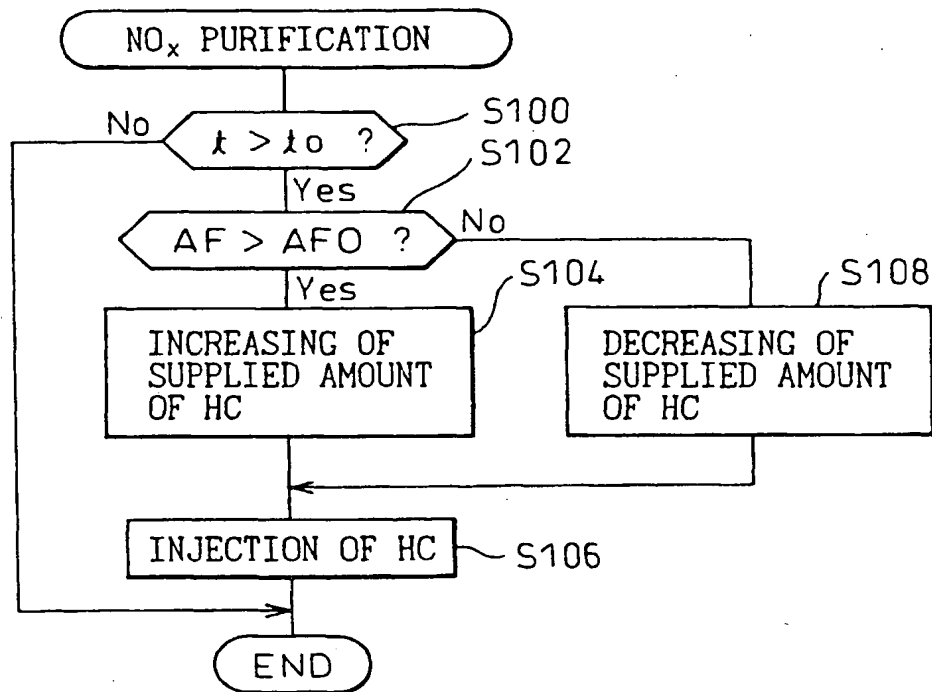 NOx PURIFICATION
S100
No
t > to ?
S102
Yes
No
AF > AFO ?
S104
S108
Yes
INCREASING OF
SUPPLIED AMOUNT
OF HC
DECREASING OF
SUPPLIED AMOUNT
OF HC
INJECTION OF HC
S106
END